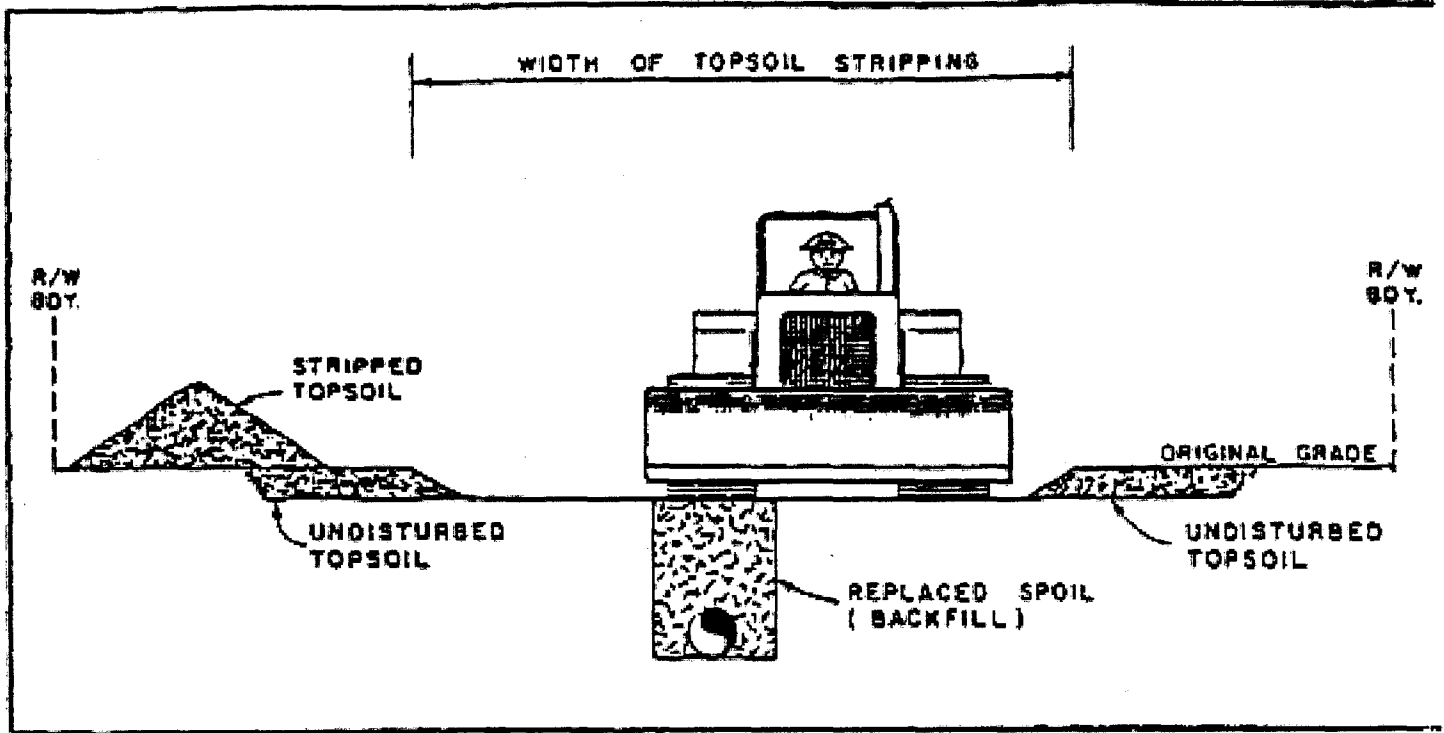 WIDTH OF TOPSOIL STRIPPING
R/W
BDY.
R/W
BDY.
STRIPPED
TOPSOIL
ORIGINAL GRADE
UNDISTURBED
TOPSOIL
UNDISTURBED
TOPSOIL
REPLACED SPOIL
(BACKFILL)